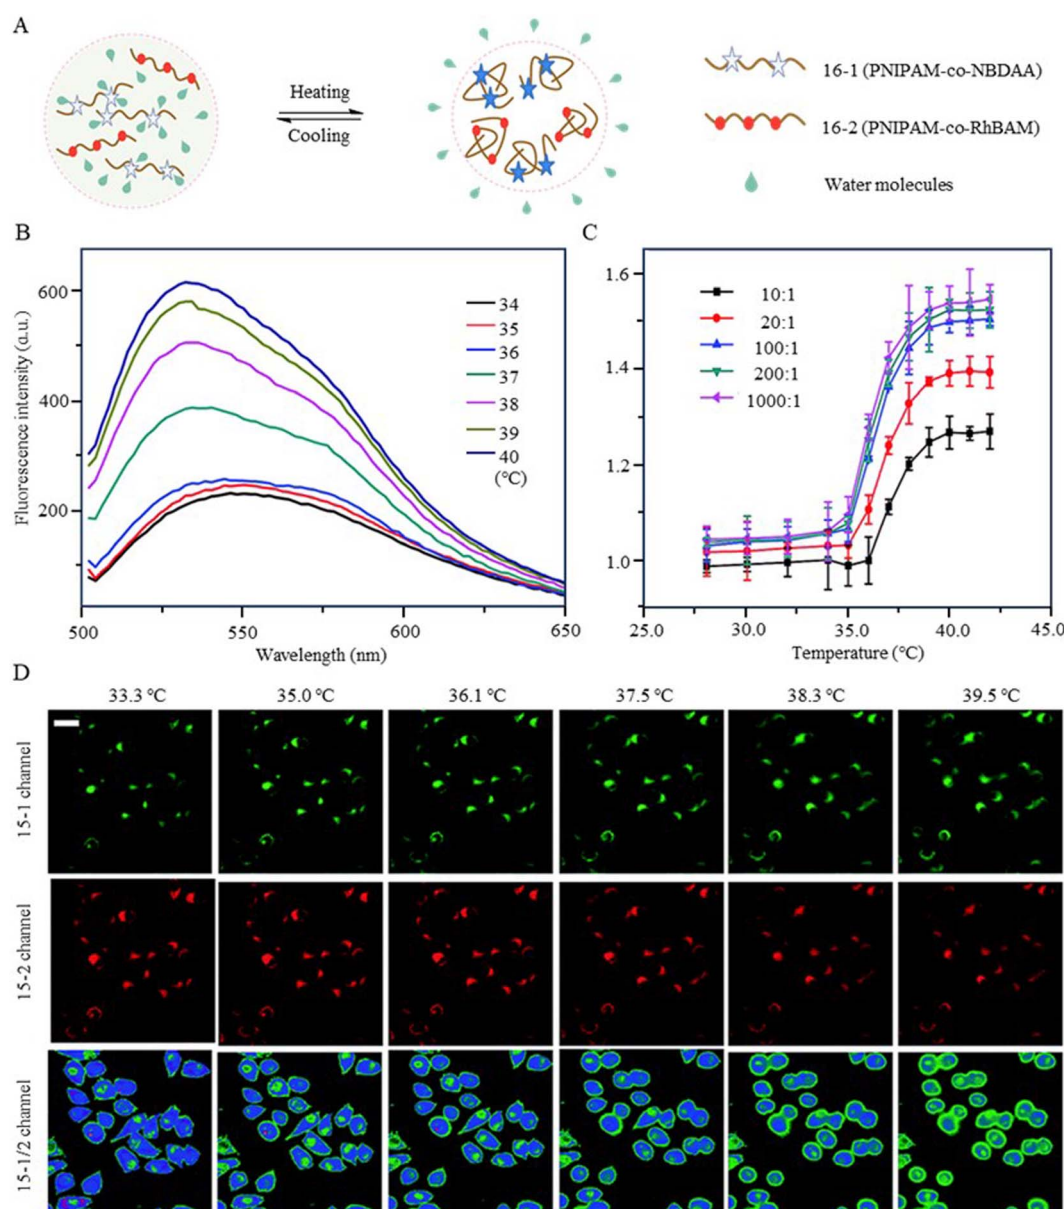 A
Heating
Cooling
16-1 (PNIPAM-co-NBDAA)
16-2 (PNIPAM-co-RhBAM)
Water molecules
B
Fluorescence intensity (a.u.)
600
400
200
500
550
600
650
Wavelength (nm)
34
35
36
37
38
39
40
(°C)
C
1.6
1.4
1.2
1.0
25.0
30.0
35.0
40.0
45.0
Temperature (°C)
10:1
20:1
100:1
200:1
1000:1
D
33.3 °C 35.0 °C 36.1 °C 37.5 °C 38.3 °C 39.5 °C
15-1 channel
15-2 channel
15-1/2 channel